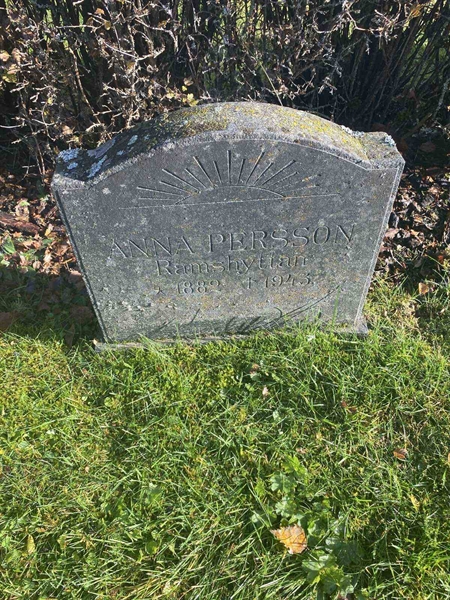 ANNA PERSSON
Ramshyttan
* 1882 † 1945